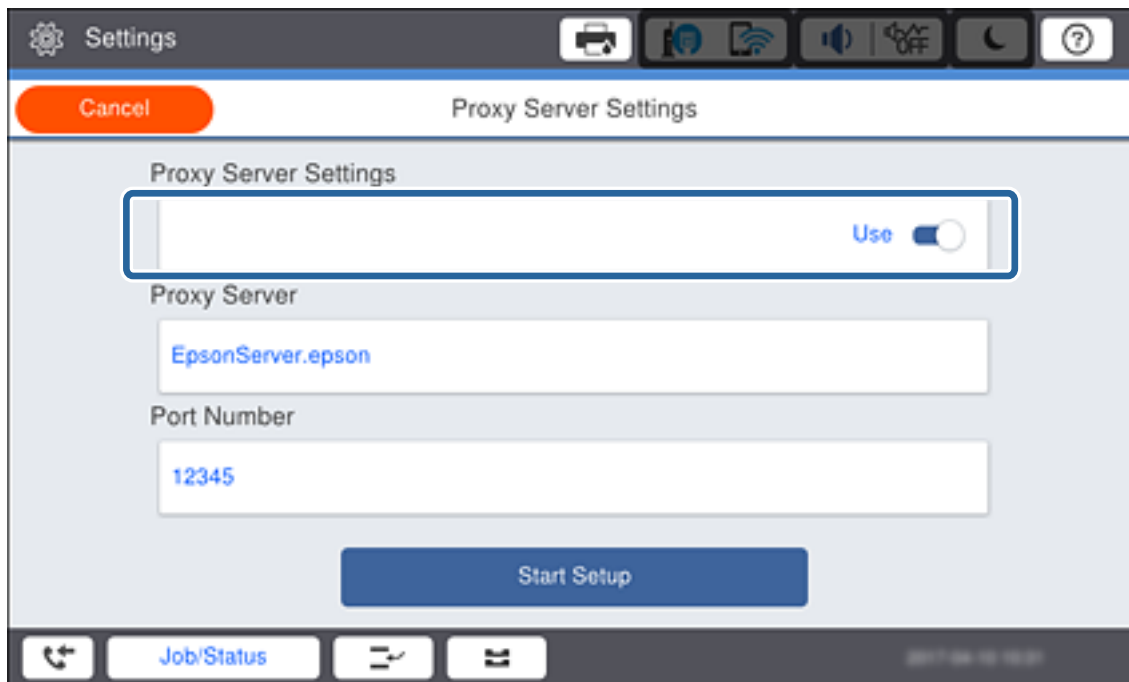 Settings
OFF
Cancel
Proxy Server Settings
Proxy Server Settings
Use
Proxy Server
EpsonServer.epson
Port Number
12345
Start Setup
Job/Status